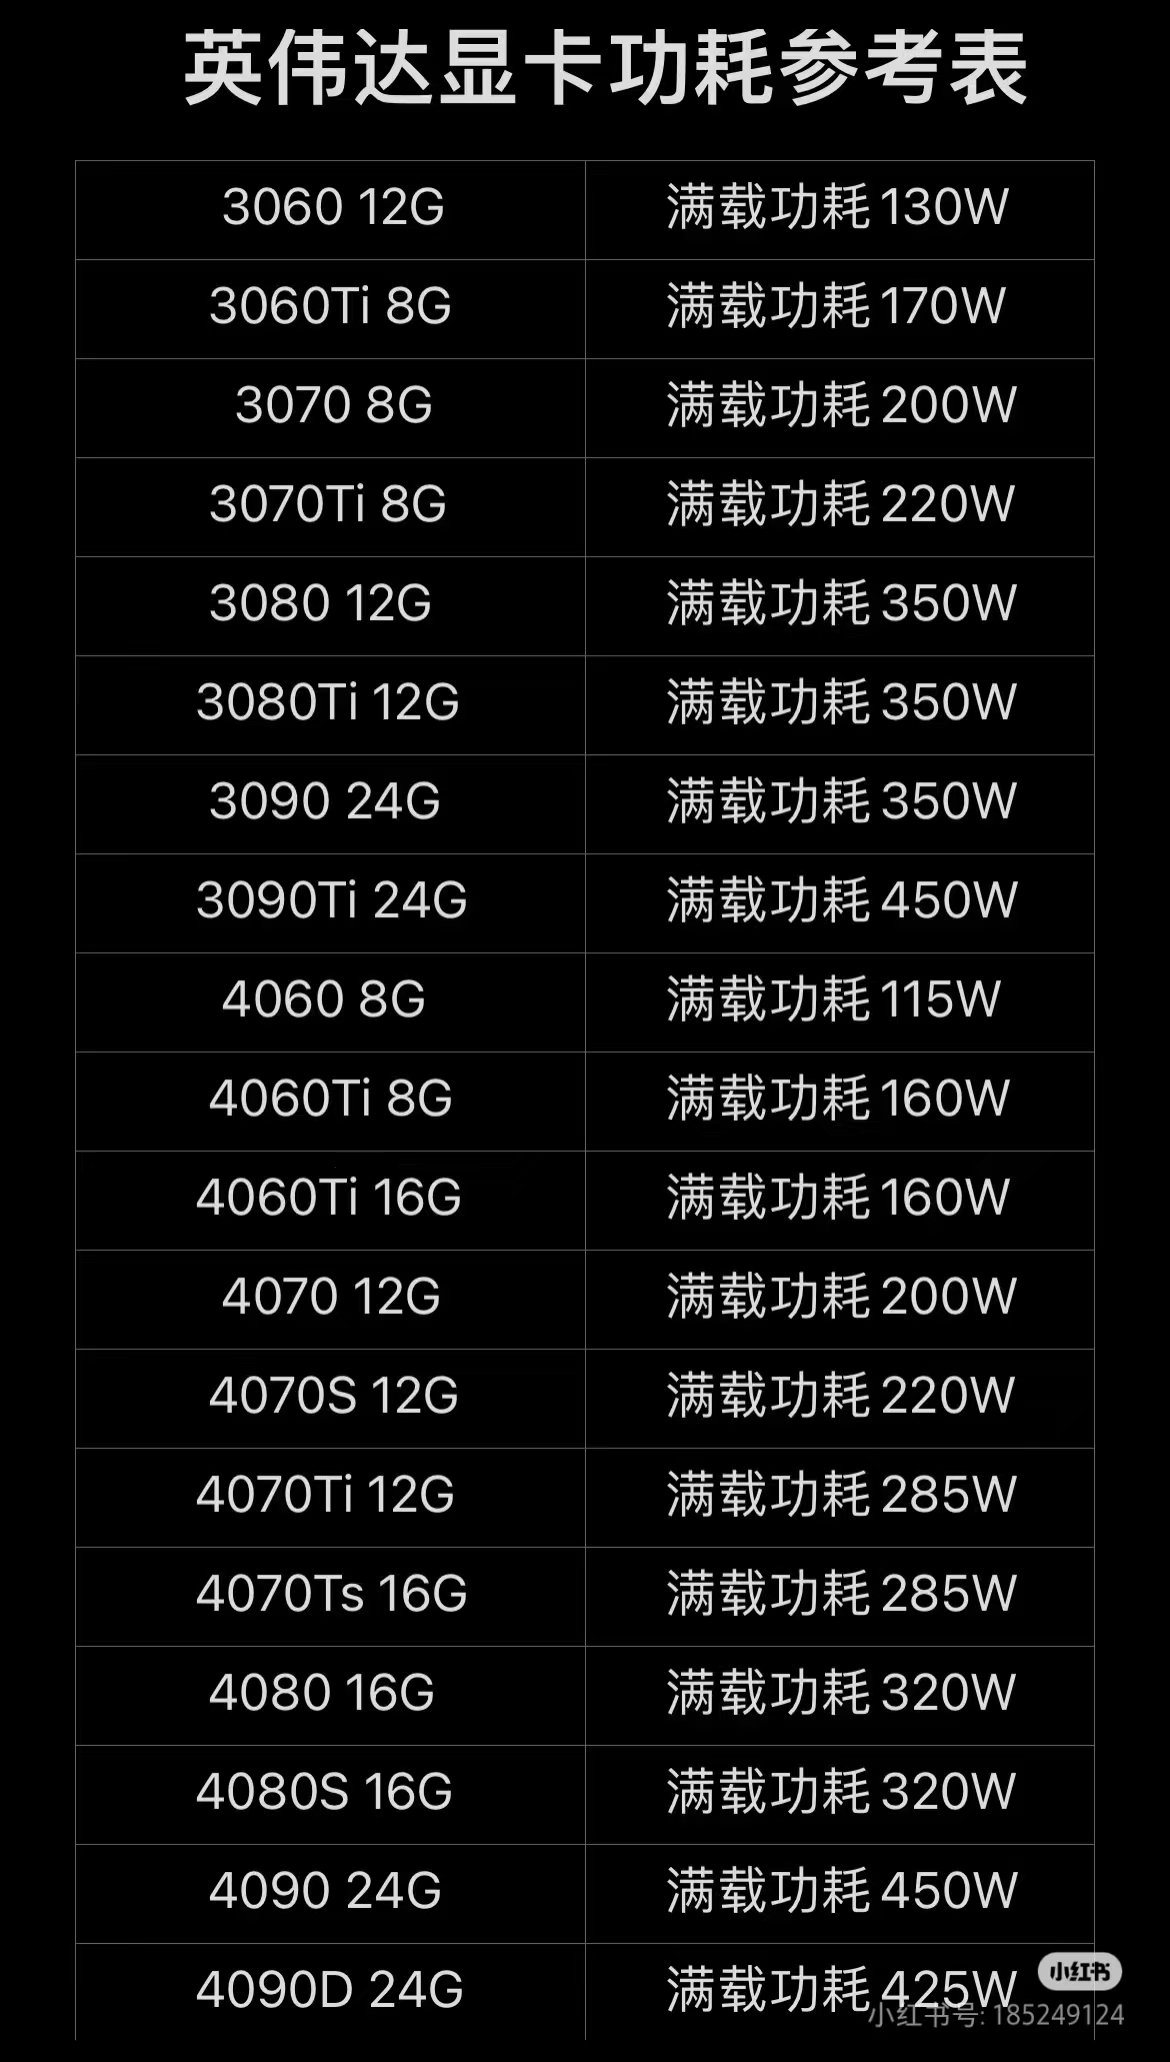 英伟达显卡功耗参考表
3060 12G 满载功耗130W
3060Ti 8G 满载功耗170W
3070 8G 满载功耗200W
3070Ti 8G 满载功耗220W
3080 12G 满载功耗350W
3080Ti 12G 满载功耗350W
3090 24G 满载功耗350W
3090Ti 24G 满载功耗450W
4060 8G 满载功耗115W
4060Ti 8G 满载功耗160W
4060Ti 16G 满载功耗160W
4070 12G 满载功耗200W
4070S 12G 满载功耗220W
4070Ti 12G 满载功耗285W
4070Ts 16G 满载功耗285W
4080 16G 满载功耗320W
4080S 16G 满载功耗320W
4090 24G 满载功耗450W
4090D 24G 满载功耗425W
小红书
小红书号: 185249124